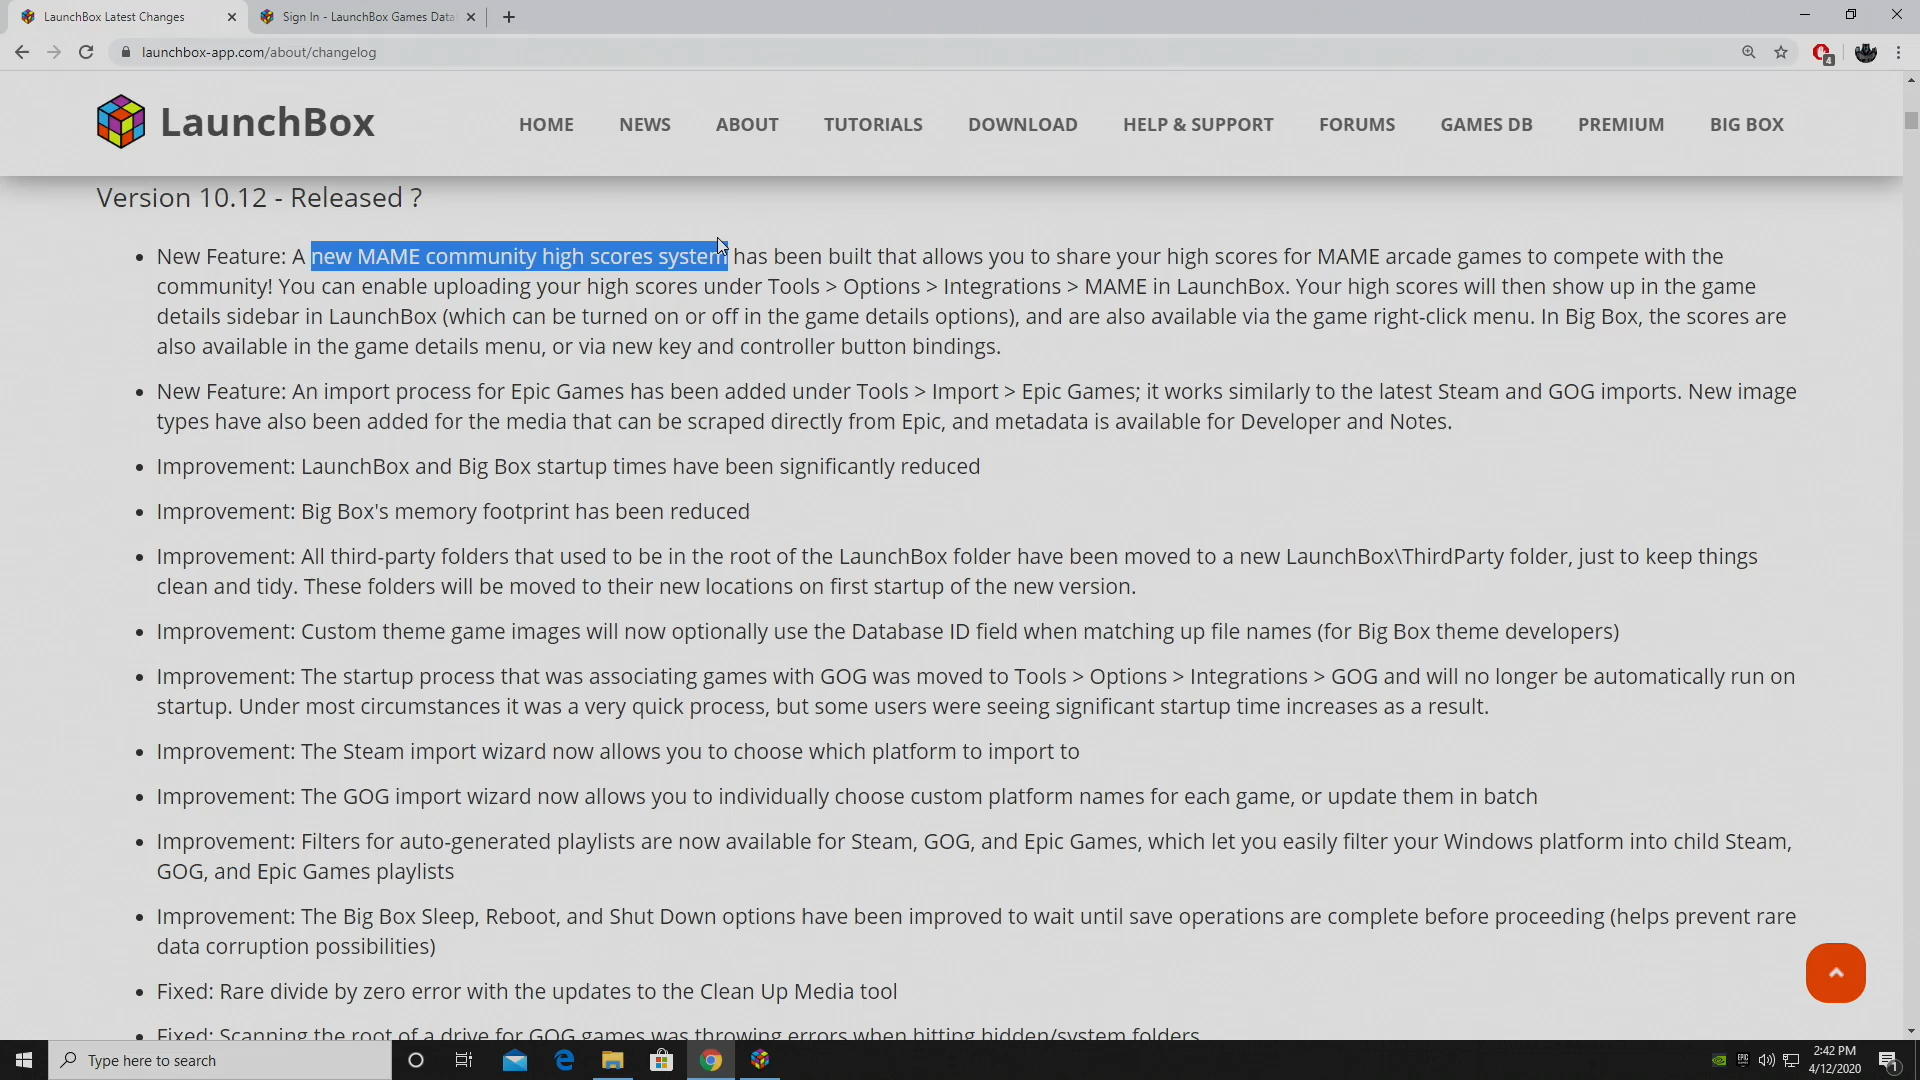 LaunchBox Latest Changes
Sign In - LaunchBox Games Data
launchbox-app.com/about/changelog
4
LaunchBox
HOME NEWS ABOUT TUTORIALS DOWNLOAD HELP & SUPPORT FORUMS GAMES DB PREMIUM BIG BOX
Version 10.12 - Released ?
• New Feature: A new MAME community high scores system has been built that allows you to share your high scores for MAME arcade games to compete with the
community! You can enable uploading your high scores under Tools > Options > Integrations > MAME in LaunchBox. Your high scores will then show up in the game
details sidebar in LaunchBox (which can be turned on or off in the game details options), and are also available via the game right-click menu. In Big Box, the scores are
also available in the game details menu, or via new key and controller button bindings.
• New Feature: An import process for Epic Games has been added under Tools > Import > Epic Games; it works similarly to the latest Steam and GOG imports. New image
types have also been added for the media that can be scraped directly from Epic, and metadata is available for Developer and Notes.
• Improvement: LaunchBox and Big Box startup times have been significantly reduced
• Improvement: Big Box's memory footprint has been reduced
• Improvement: All third-party folders that used to be in the root of the LaunchBox folder have been moved to a new LaunchBox\ThirdParty folder, just to keep things
clean and tidy. These folders will be moved to their new locations on first startup of the new version.
• Improvement: Custom theme game images will now optionally use the Database ID field when matching up file names (for Big Box theme developers)
• Improvement: The startup process that was associating games with GOG was moved to Tools > Options > Integrations > GOG and will no longer be automatically run on
startup. Under most circumstances it was a very quick process, but some users were seeing significant startup time increases as a result.
• Improvement: The Steam import wizard now allows you to choose which platform to import to
• Improvement: The GOG import wizard now allows you to individually choose custom platform names for each game, or update them in batch
• Improvement: Filters for auto-generated playlists are now available for Steam, GOG, and Epic Games, which let you easily filter your Windows platform into child Steam,
GOG, and Epic Games playlists
• Improvement: The Big Box Sleep, Reboot, and Shut Down options have been improved to wait until save operations are complete before proceeding (helps prevent rare
data corruption possibilities)
• Fixed: Rare divide by zero error with the updates to the Clean Up Media tool
• Fixed: Scanning the root of a drive for GOG games was throwing errors when hitting hidden/system folders
Type here to search
EPIC
2:42 PM
4/12/2020
1